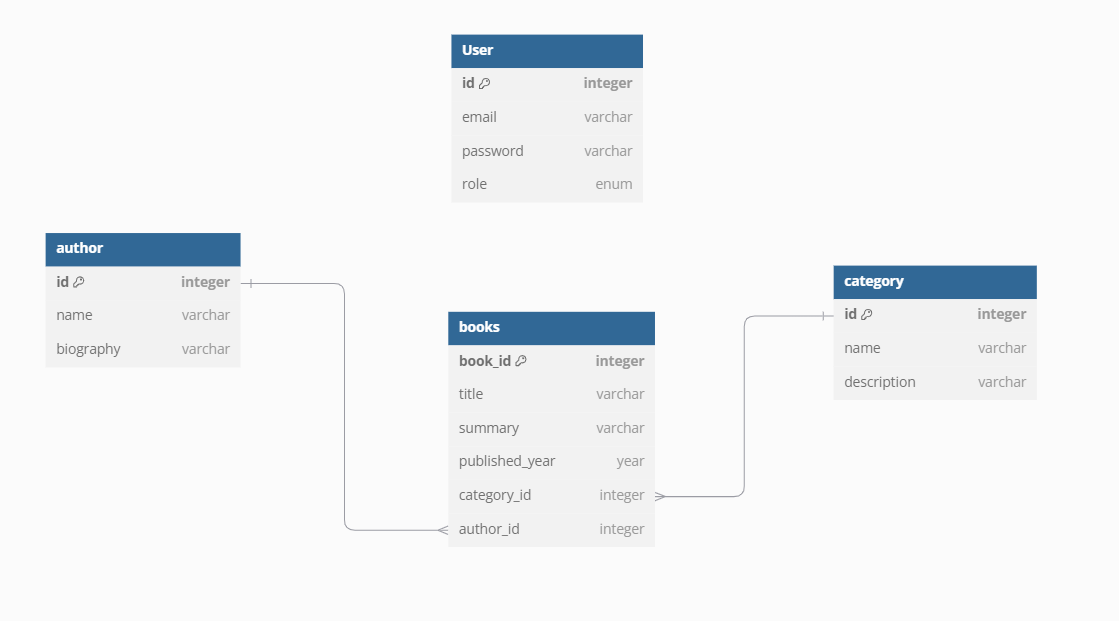 User
id integer
email varchar
password varchar
role enum
author
id integer
name varchar
biography varchar
books
book_id integer
title varchar
summary varchar
published_year year
category_id integer
author_id integer
category
id integer
name varchar
description varchar